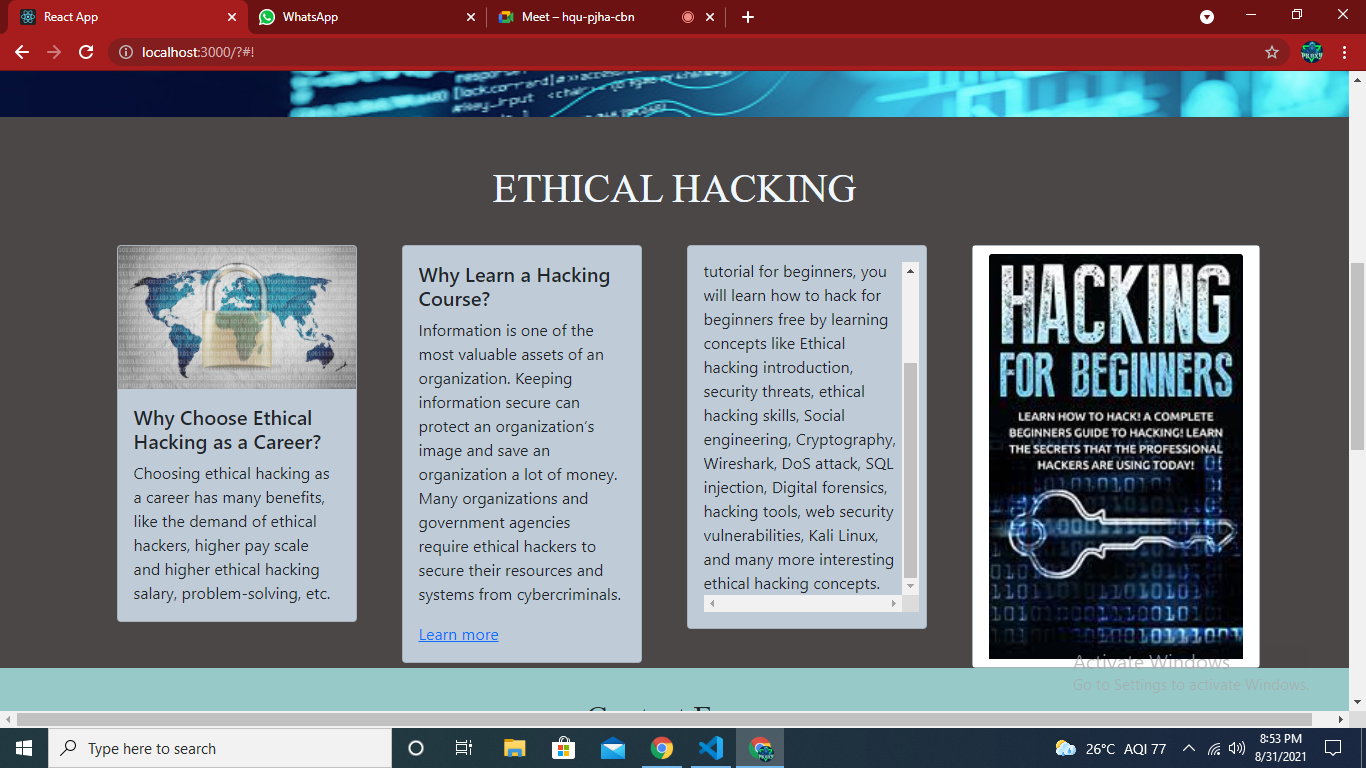 React App
WhatsApp
Meet – hqu-pjha-cbn
localhost:3000/?#!
ETHICAL HACKING
Why Choose Ethical
Hacking as a Career?
Choosing ethical hacking as
a career has many benefits,
like the demand of ethical
hackers, higher pay scale
and higher ethical hacking
salary, problem-solving, etc.
Why Learn a Hacking
Course?
Information is one of the
most valuable assets of an
organization. Keeping
information secure can
protect an organization’s
image and save an
organization a lot of money.
Many organizations and
government agencies
require ethical hackers to
secure their resources and
systems from cybercriminals.
Learn more
tutorial for beginners, you
will learn how to hack for
beginners free by learning
concepts like Ethical
hacking introduction,
security threats, ethical
hacking skills, Social
engineering, Cryptography,
Wireshark, DoS attack, SQL
injection, Digital forensics,
hacking tools, web security
vulnerabilities, Kali Linux,
and many more interesting
ethical hacking concepts.
HACKING
FOR BEGINNERS
LEARN HOW TO HACK! A COMPLETE
BEGINNERS GUIDE TO HACKING! LEARN
THE SECRETS THAT THE PROFESSIONAL
HACKERS ARE USING TODAY!
Activate Windows
Go to Settings to activate Windows.
Type here to search
26°C AQI 77
8:53 PM
8/31/2021